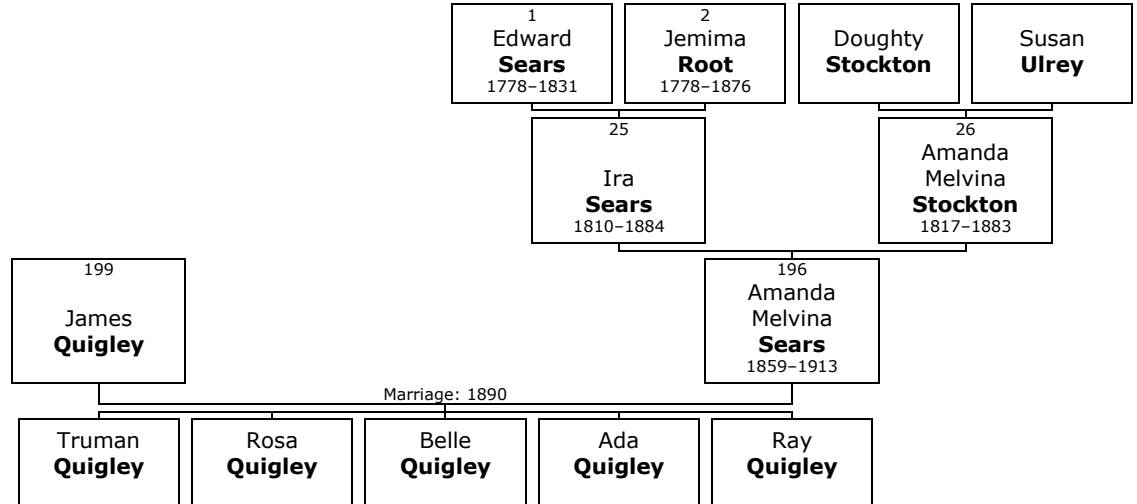 1
Edward
Sears
1778–1831
2
Jemima
Root
1778–1876
Doughty
Stockton
Susan
Ulrey
25
Ira
Sears
1810–1884
26
Amanda
Melvina
Stockton
1817–1883
199
James
Quigley
196
Amanda
Melvina
Sears
1859–1913
Marriage: 1890
Truman
Quigley
Rosa
Quigley
Belle
Quigley
Ada
Quigley
Ray
Quigley